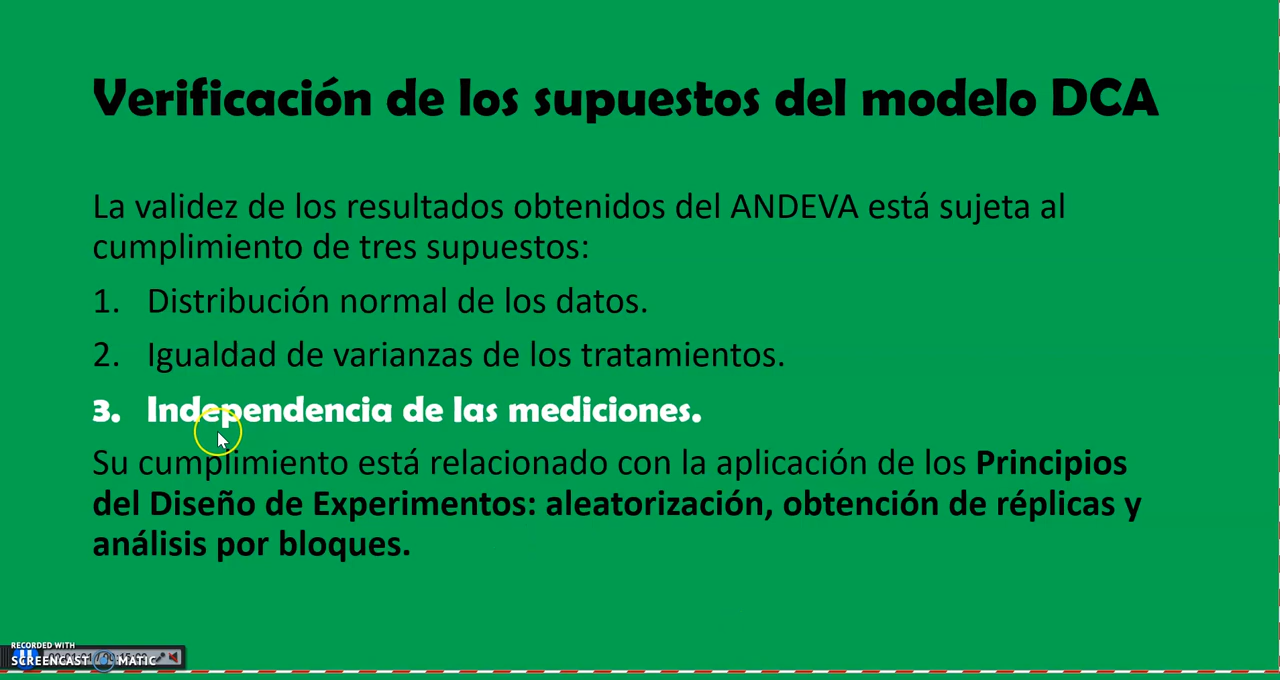 Verificación de los supuestos del modelo DCA
La validez de los resultados obtenidos del ANDEVA está sujeta al
cumplimiento de tres supuestos:
1. Distribución normal de los datos.
2. Igualdad de varianzas de los tratamientos.
3. Independencia de las mediciones.
Su cumplimiento está relacionado con la aplicación de los Principios
del Diseño de Experimentos: aleatorización, obtención de réplicas y
análisis por bloques.
RECORDED WITH
SCREENCAST MATIC